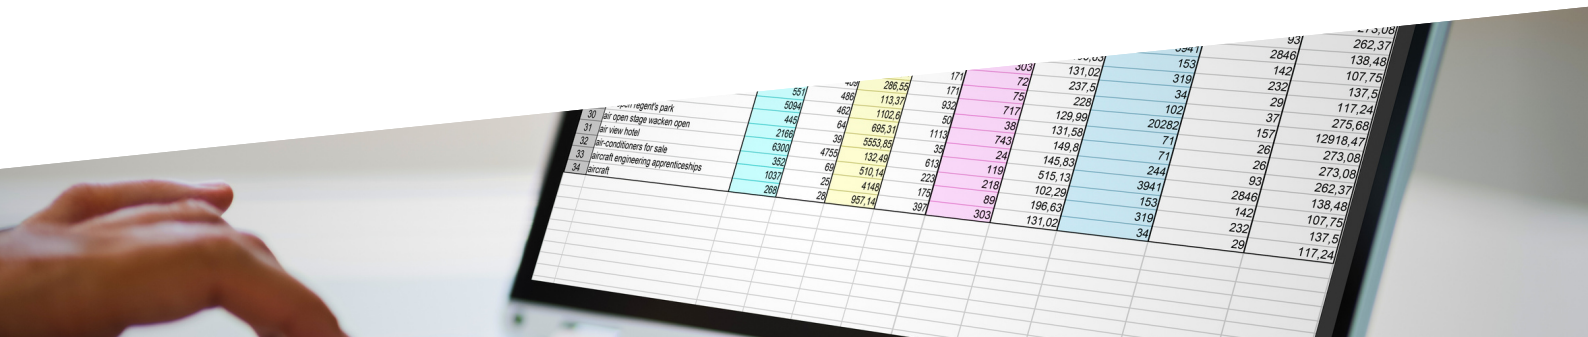 93 262,37
3941 2846 138,48
153 142 107,75
303 131,02 319 232 137,5
171 72 237,5 34 29 117,24
286,55 171 75 228 102 37 275,68
551 486 113,37 932 717 129,99 20282 157 12918,47
5094 462 1102,6 50 38 131,58 71 26 273,08
regent's park 445 64 695,31 1113 743 149,8 71 26 273,08
30 air open stage wacken open 2166 39 5553,85 35 24 145,83 244 93 262,37
31 air view hotel 6300 4755 132,49 613 119 515,13 3941 2846 138,48
32 air-conditioners for sale 352 69 510,14 223 218 102,29 153 142 107,75
33 aircraft engineering apprenticeships 1037 25 4148 175 89 196,63 319 232 137,5
34 aircraft 268 28 957,14 397 303 131,02 34 29 117,24